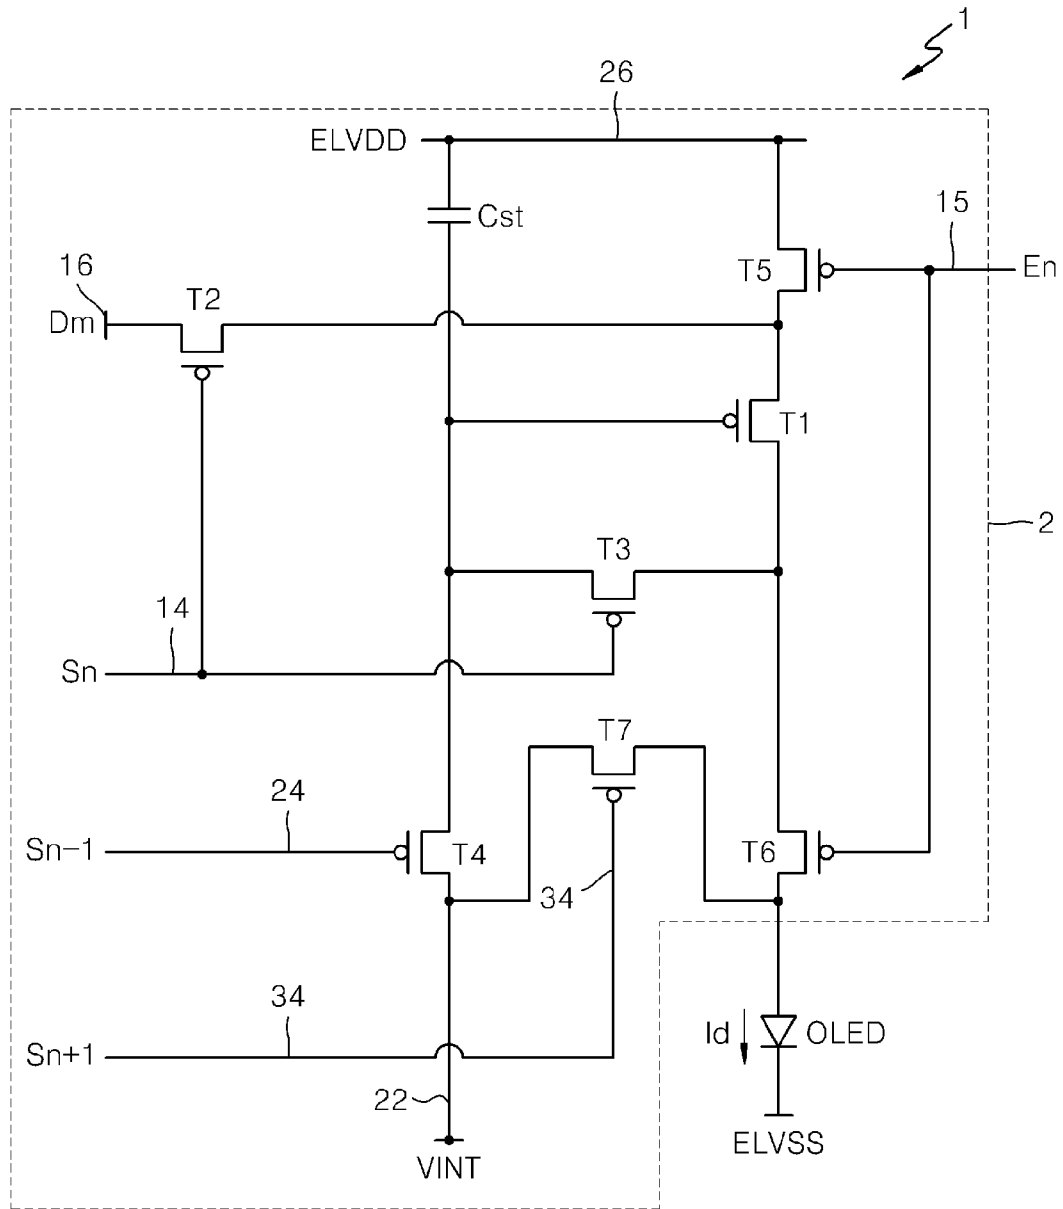 1
26
ELVDD
Cst
15
T5
En
16
T2
Dm
T1
2
T3
14
Sn
T7
24
Sn-1
T4
T6
34
34
Sn+1
Id
OLED
22
ELVSS
VINT